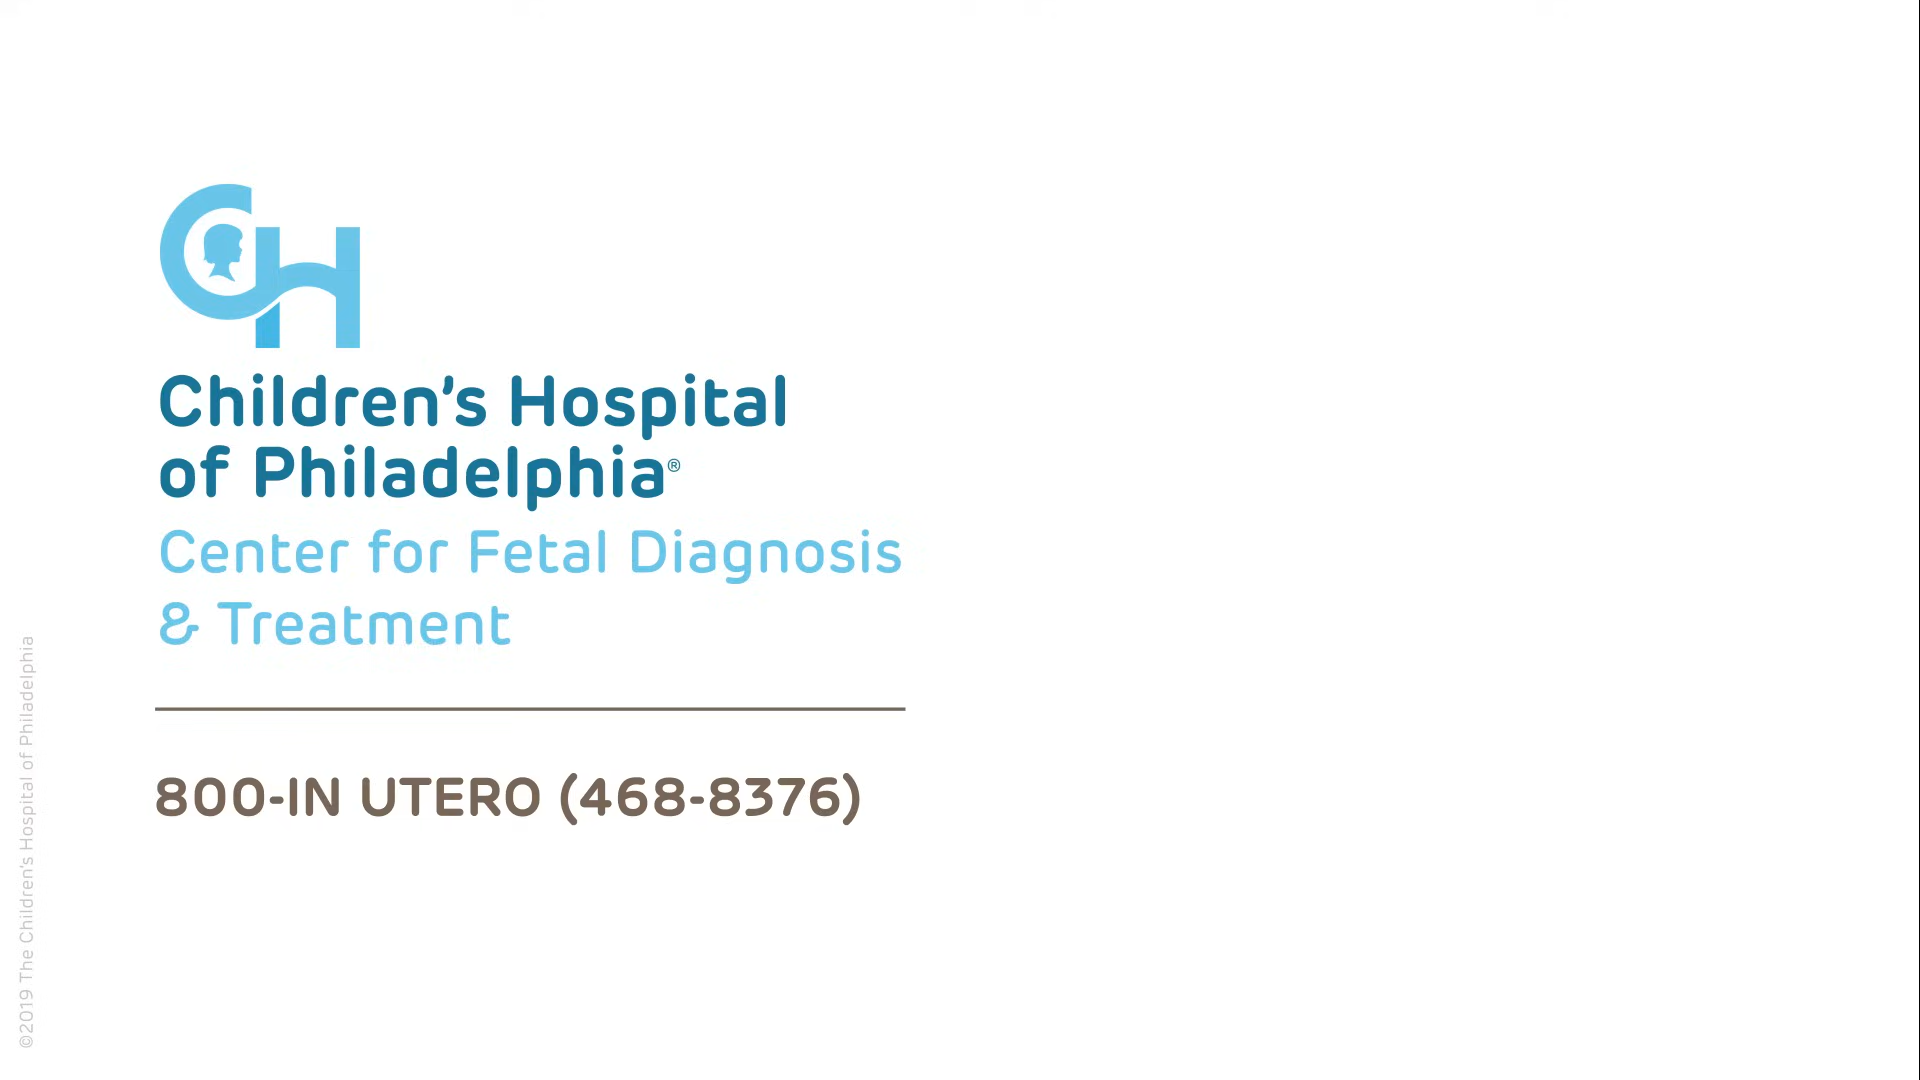 CH
Children's Hospital
of Philadelphia®
Center for Fetal Diagnosis
& Treatment
800-IN UTERO (468-8376)
©2019 The Children's Hospital of Philadelphia